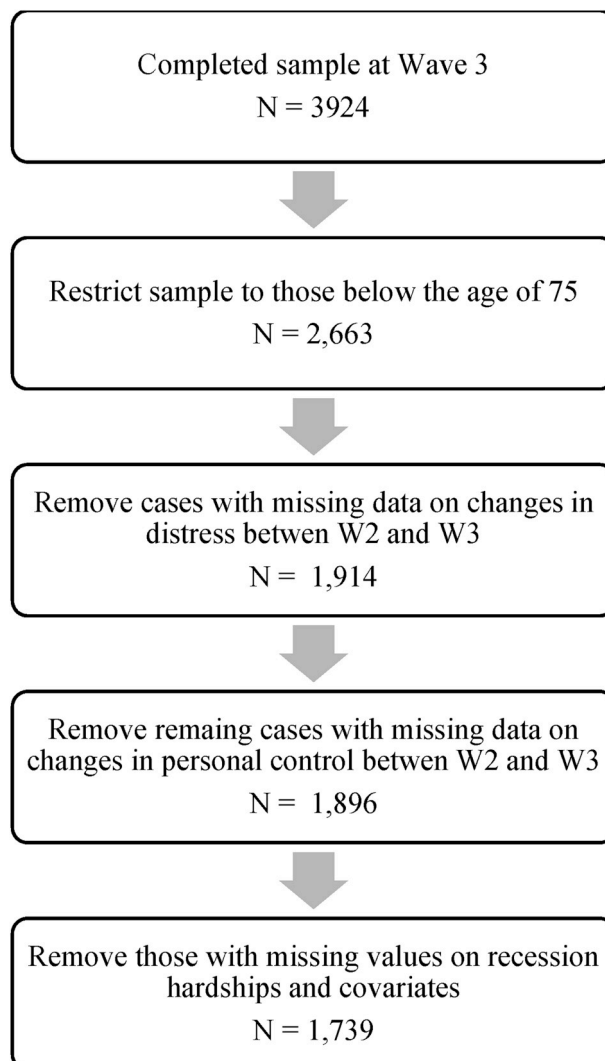 Completed sample at Wave 3
N = 3924
Restrict sample to those below the age of 75
N = 2,663
Remove cases with missing data on changes in
distress betwen W2 and W3
N =  1,914
Remove remaing cases with missing data on
changes in personal control betwen W2 and W3
N =  1,896
Remove those with missing values on recession
hardships and covariates
N = 1,739